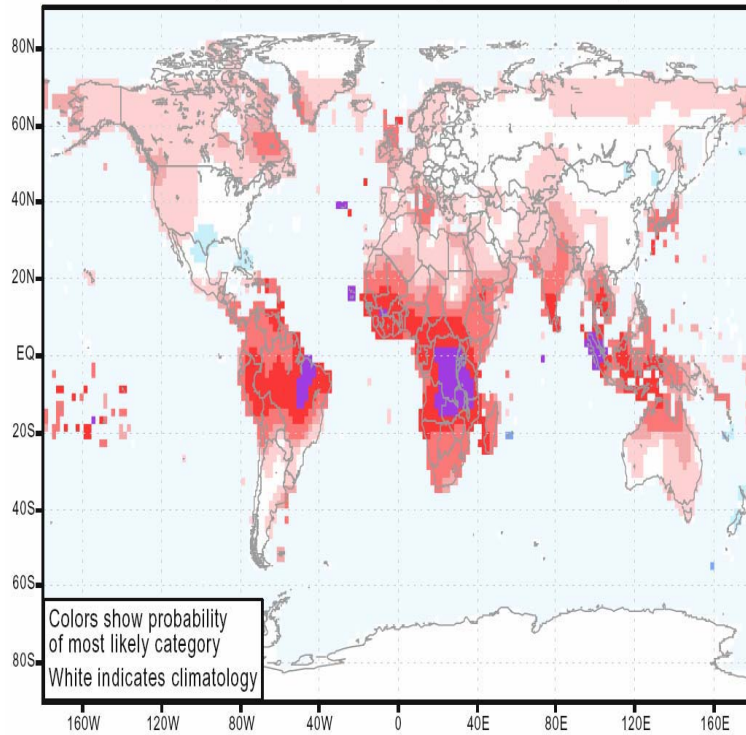 80N
60N
40N
20N
EQ
20S
40S
60S
80S
Colors show probability
of most likely category
White indicates climatology
160W 120W 80W 40W 0 40E 80E 120E 160E